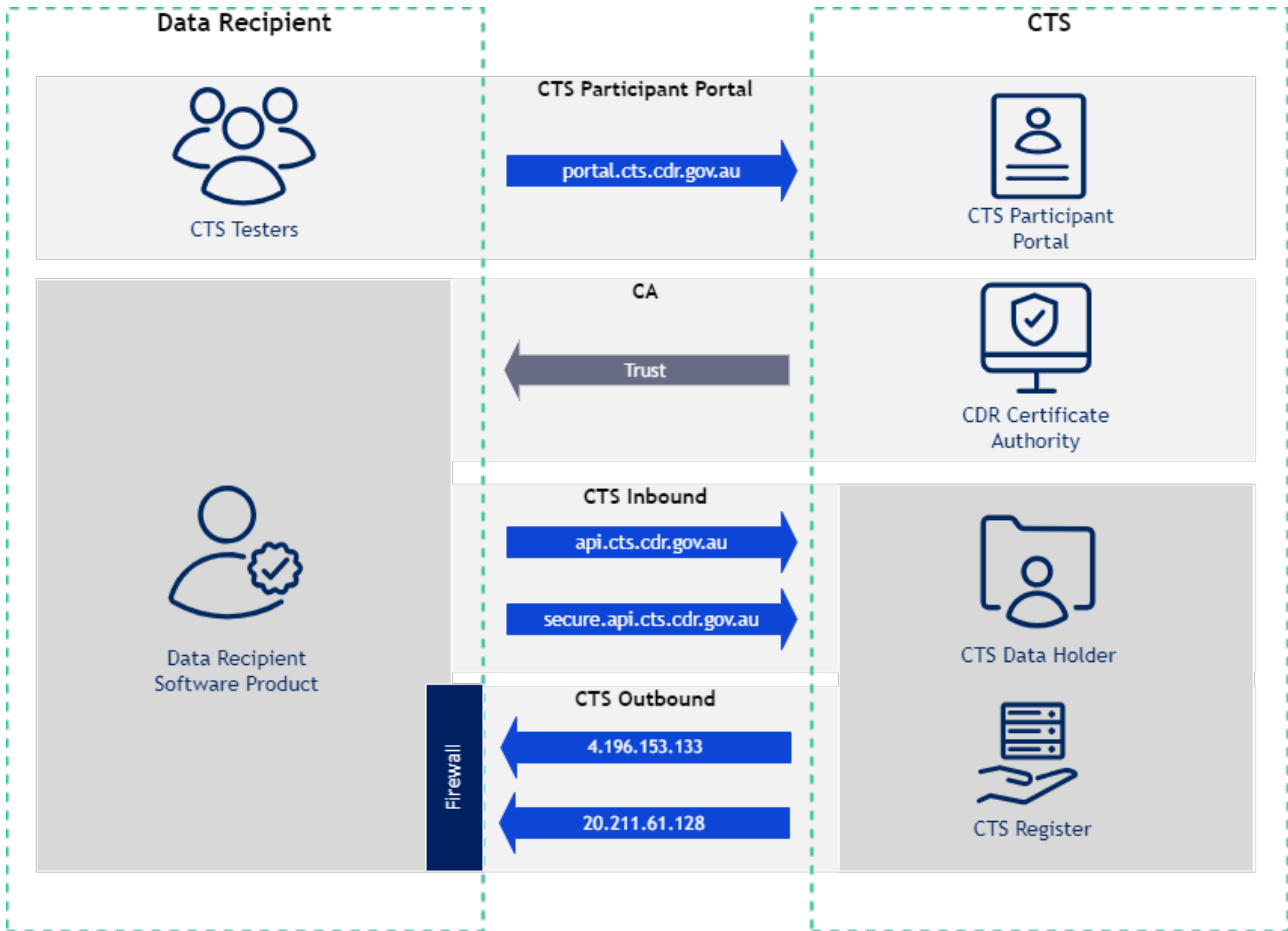 Data Recipient
CTS
CTS Participant Portal
portal.cts.cdr.gov.au
CTS Testers
CTS Participant
Portal
CA
Trust
CDR Certificate
Authority
CTS Inbound
api.cts.cdr.gov.au
secure.api.cts.cdr.gov.au
Data Recipient
Software Product
CTS Data Holder
CTS Outbound
Firewall
4.196.153.133
20.211.61.128
CTS Register